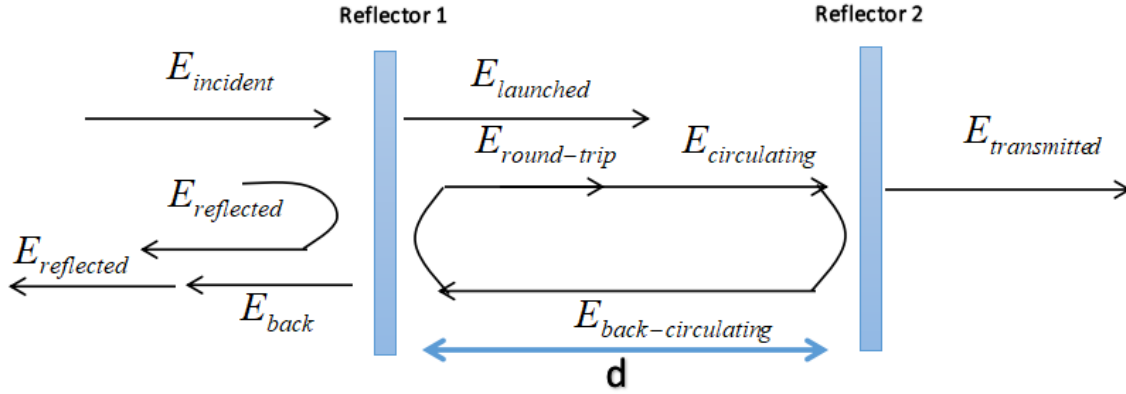 Reflector 1
Reflector 2
E_incident
E_launched
E_round-trip
E_circulating
E_transmitted
E_reflected
E_reflected
E_back
E_back-circulating
d